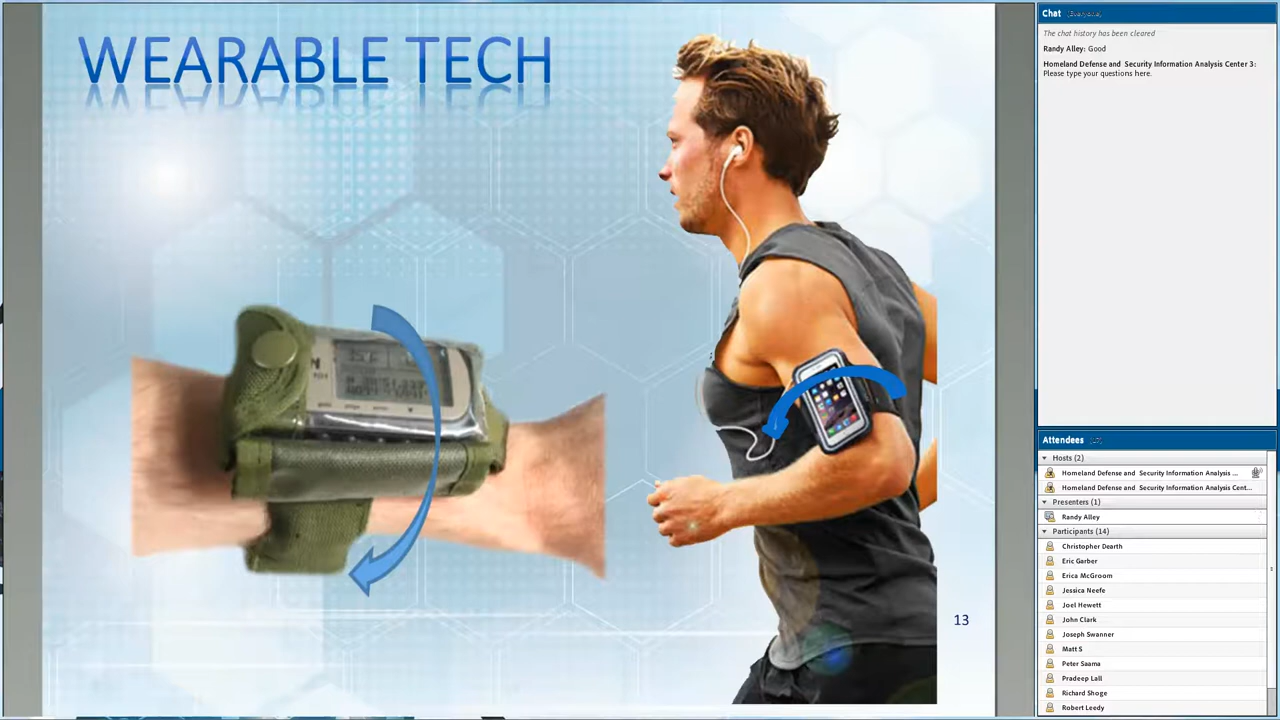 WEARABLE TECH
13
Chat (Everyone)
The chat history has been cleared
Randy Alley: Good
Homeland Defense and Security Information Analysis Center 3:
Please type your questions here.
Attendees (17)
Hosts (2)
Homeland Defense and Security Information Analysis ...
Homeland Defense and Security Information Analysis Cent...
Presenters (1)
Randy Alley
Participants (14)
Christopher Dearth
Eric Garber
Erica McGroom
Jessica Neefe
Joel Hewett
John Clark
Joseph Swanner
Matt S
Peter Saama
Pradeep Lall
Richard Shoge
Robert Leedy